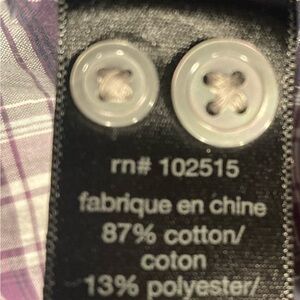 rn# 102515
fabrique en chine
87% cotton/
coton
13% polyester/